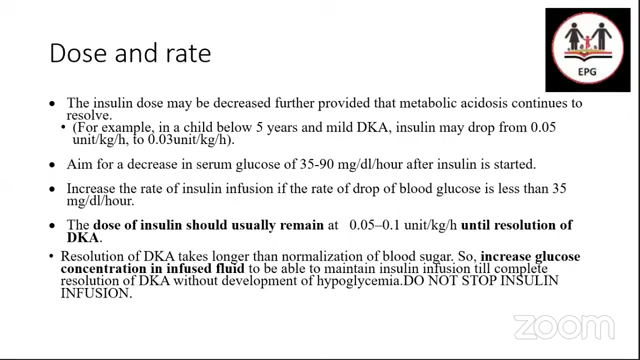 Dose and rate
EPG
• The insulin dose may be decreased further provided that metabolic acidosis continues to
resolve.
• (For example, in a child below 5 years and mild DKA, insulin may drop from 0.05
unit/kg/h, to 0.03unit/kg/h).
• Aim for a decrease in serum glucose of 35-90 mg/dl/hour after insulin is started.
• Increase the rate of insulin infusion if the rate of drop of blood glucose is less than 35
mg/dl/hour.
• The dose of insulin should usually remain at 0.05–0.1 unit/kg/h until resolution of
DKA.
• Resolution of DKA takes longer than normalization of blood sugar. So, increase glucose
concentration in infused fluid to be able to maintain insulin infusion till complete
resolution of DKA without development of hypoglycemia.DO NOT STOP INSULIN
INFUSION.
zoom